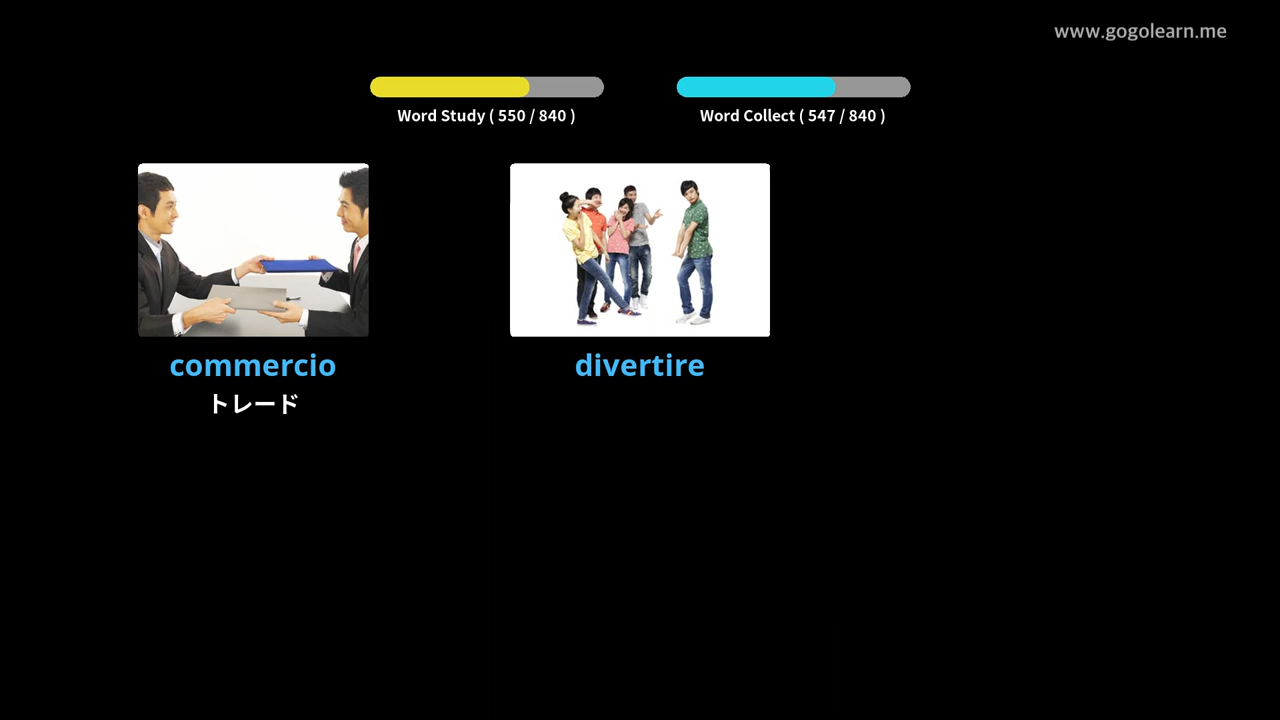 www.gogolearn.me
Word Study ( 550 / 840 )
Word Collect ( 547 / 840 )
commercio
トレード
divertire